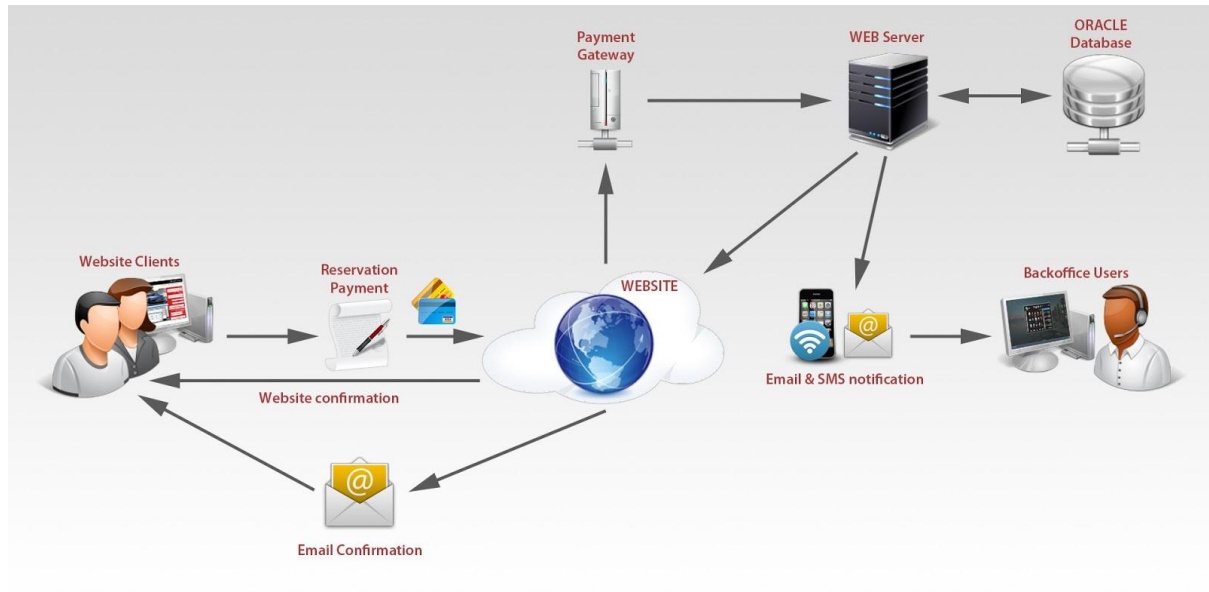 Payment
Gateway
WEB Server
ORACLE
Database
Website Clients
Reservation
Payment
WEBSITE
Backoffice Users
Email & SMS notification
Website confirmation
Email Confirmation